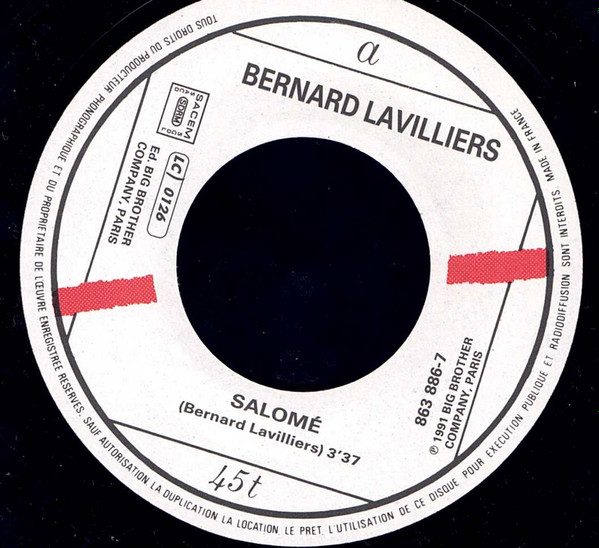 a
BERNARD LAVILLIERS
SACEM
SDRM
SACD
SGDL
LC 0126
Ed. BIG BROTHER
COMPANY, PARIS
863 886-7
℗ 1991 BIG BROTHER
COMPANY, PARIS
SALOMÉ
(Bernard Lavilliers) 3'37
45t
TOUS DROITS DU PRODUCTEUR PHONOGRAPHIQUE ET DU PROPRIETAIRE DE L'ŒUVRE ENREGISTREE RESERVES. SAUF AUTORISATION LA DUPLICATION, LA LOCATION, LE PRET, L'UTILISATION DE CE DISQUE POUR EXECUTION PUBLIQUE ET RADIODIFFUSION SONT INTERDITS. MADE IN FRANCE